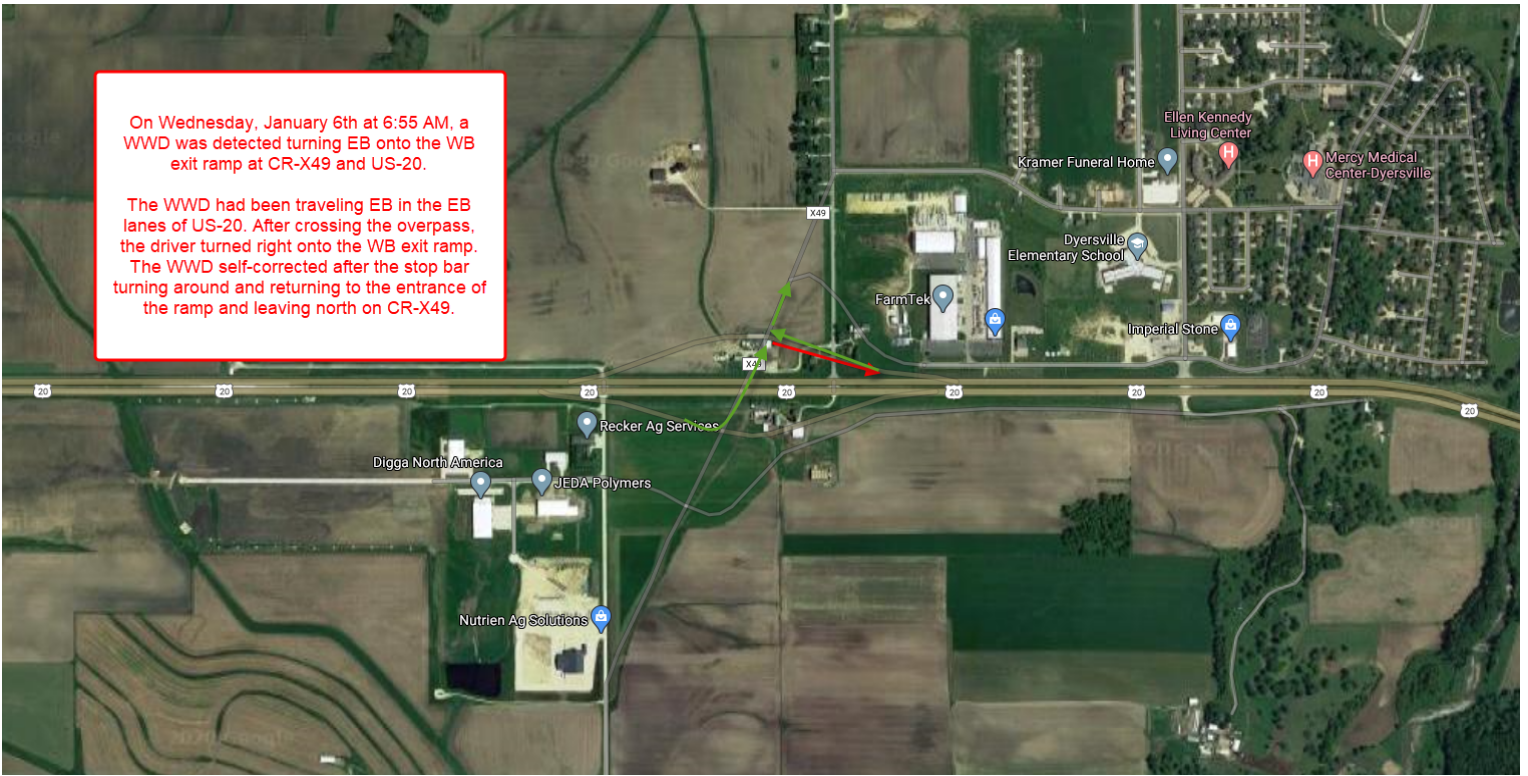 On Wednesday, January 6th at 6:55 AM, a
WWD was detected turning EB onto the WB
exit ramp at CR-X49 and US-20.
The WWD had been traveling EB in the EB
lanes of US-20. After crossing the overpass,
the driver turned right onto the WB exit ramp.
The WWD self-corrected after the stop bar
turning around and returning to the entrance of
the ramp and leaving north on CR-X49.
Ellen Kennedy
Living Center
Kramer Funeral Home
Mercy Medical
Center-Dyersville
X49
Dyersville
Elementary School
FarmTek
Imperial Stone
X49
20
20
20
20
20
20
20
20
20
Recker Ag Services
Digga North America
JEDA Polymers
Nutrien Ag Solutions